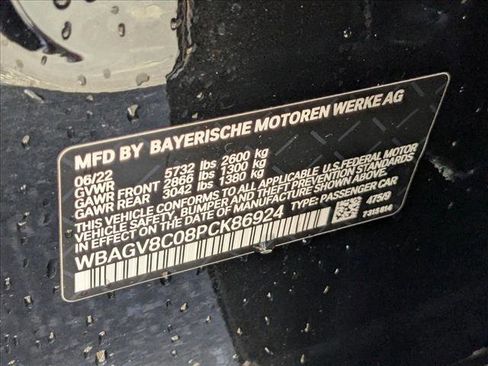 MFD BY BAYERISCHE MOTOREN WERKE AG
06/22
GVWR 5732 lbs 2600 kg
GAWR FRONT 2866 lbs 1300 kg
GAWR REAR 3042 lbs 1380 kg
THIS VEHICLE CONFORMS TO ALL APPLICABLE U.S.FEDERAL MOTOR
VEHICLE SAFETY, BUMPER, AND THEFT PREVENTION STANDARDS
IN EFFECT ON THE DATE OF MANUFACTURE SHOWN ABOVE.
WBAGV8C08PCK86924 TYPE: PASSENGER CAR
475/9
7315614